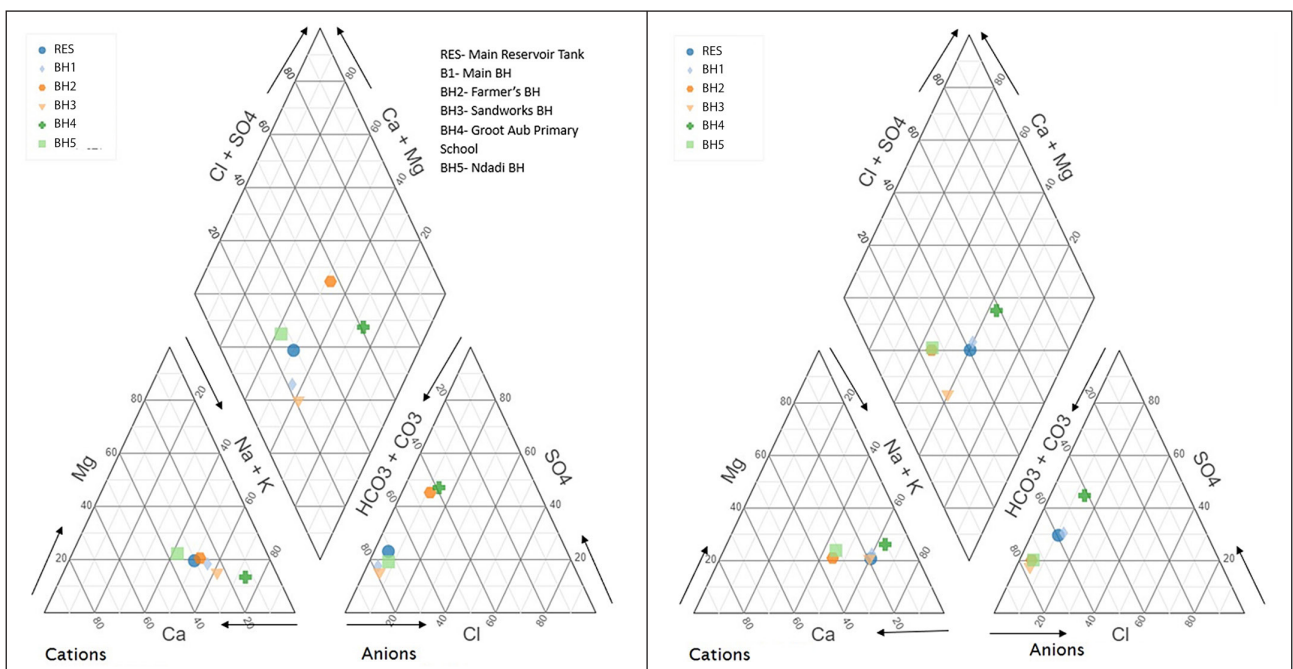 RES
BH1
BH2
BH3
BH4
BH5
RES- Main Reservoir Tank
B1- Main BH
BH2- Farmer's BH
BH3- Sandworks BH
BH4- Groot Aub Primary
School
BH5- Ndadi BH
80
80
Cl + SO4
Ca + Mg
60
60
40
40
20
20
80
20
80
20
Mg
Na + K
HCO3 + CO3
SO4
60
40
40
60
40
60
60
40
20
80
80
20
80
60
40
20
20
40
60
80
Ca
Cl
Cations
Anions
RES
BH1
BH2
BH3
BH4
BH5
80
80
Cl + SO4
Ca + Mg
60
60
40
40
20
20
80
20
80
20
Mg
Na + K
HCO3 + CO3
SO4
60
40
40
60
40
60
60
40
20
80
80
20
80
60
40
20
20
40
60
80
Ca
Cl
Cations
Anions